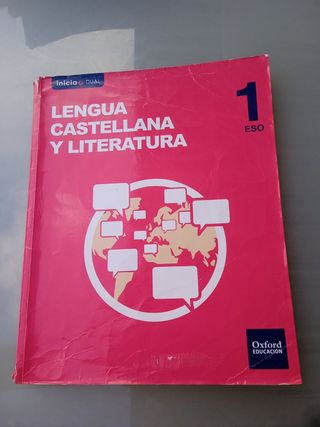 Inicia DUAL
LENGUA
CASTELLANA
Y LITERATURA
1
ESO
Oxford
EDUCACIÓN